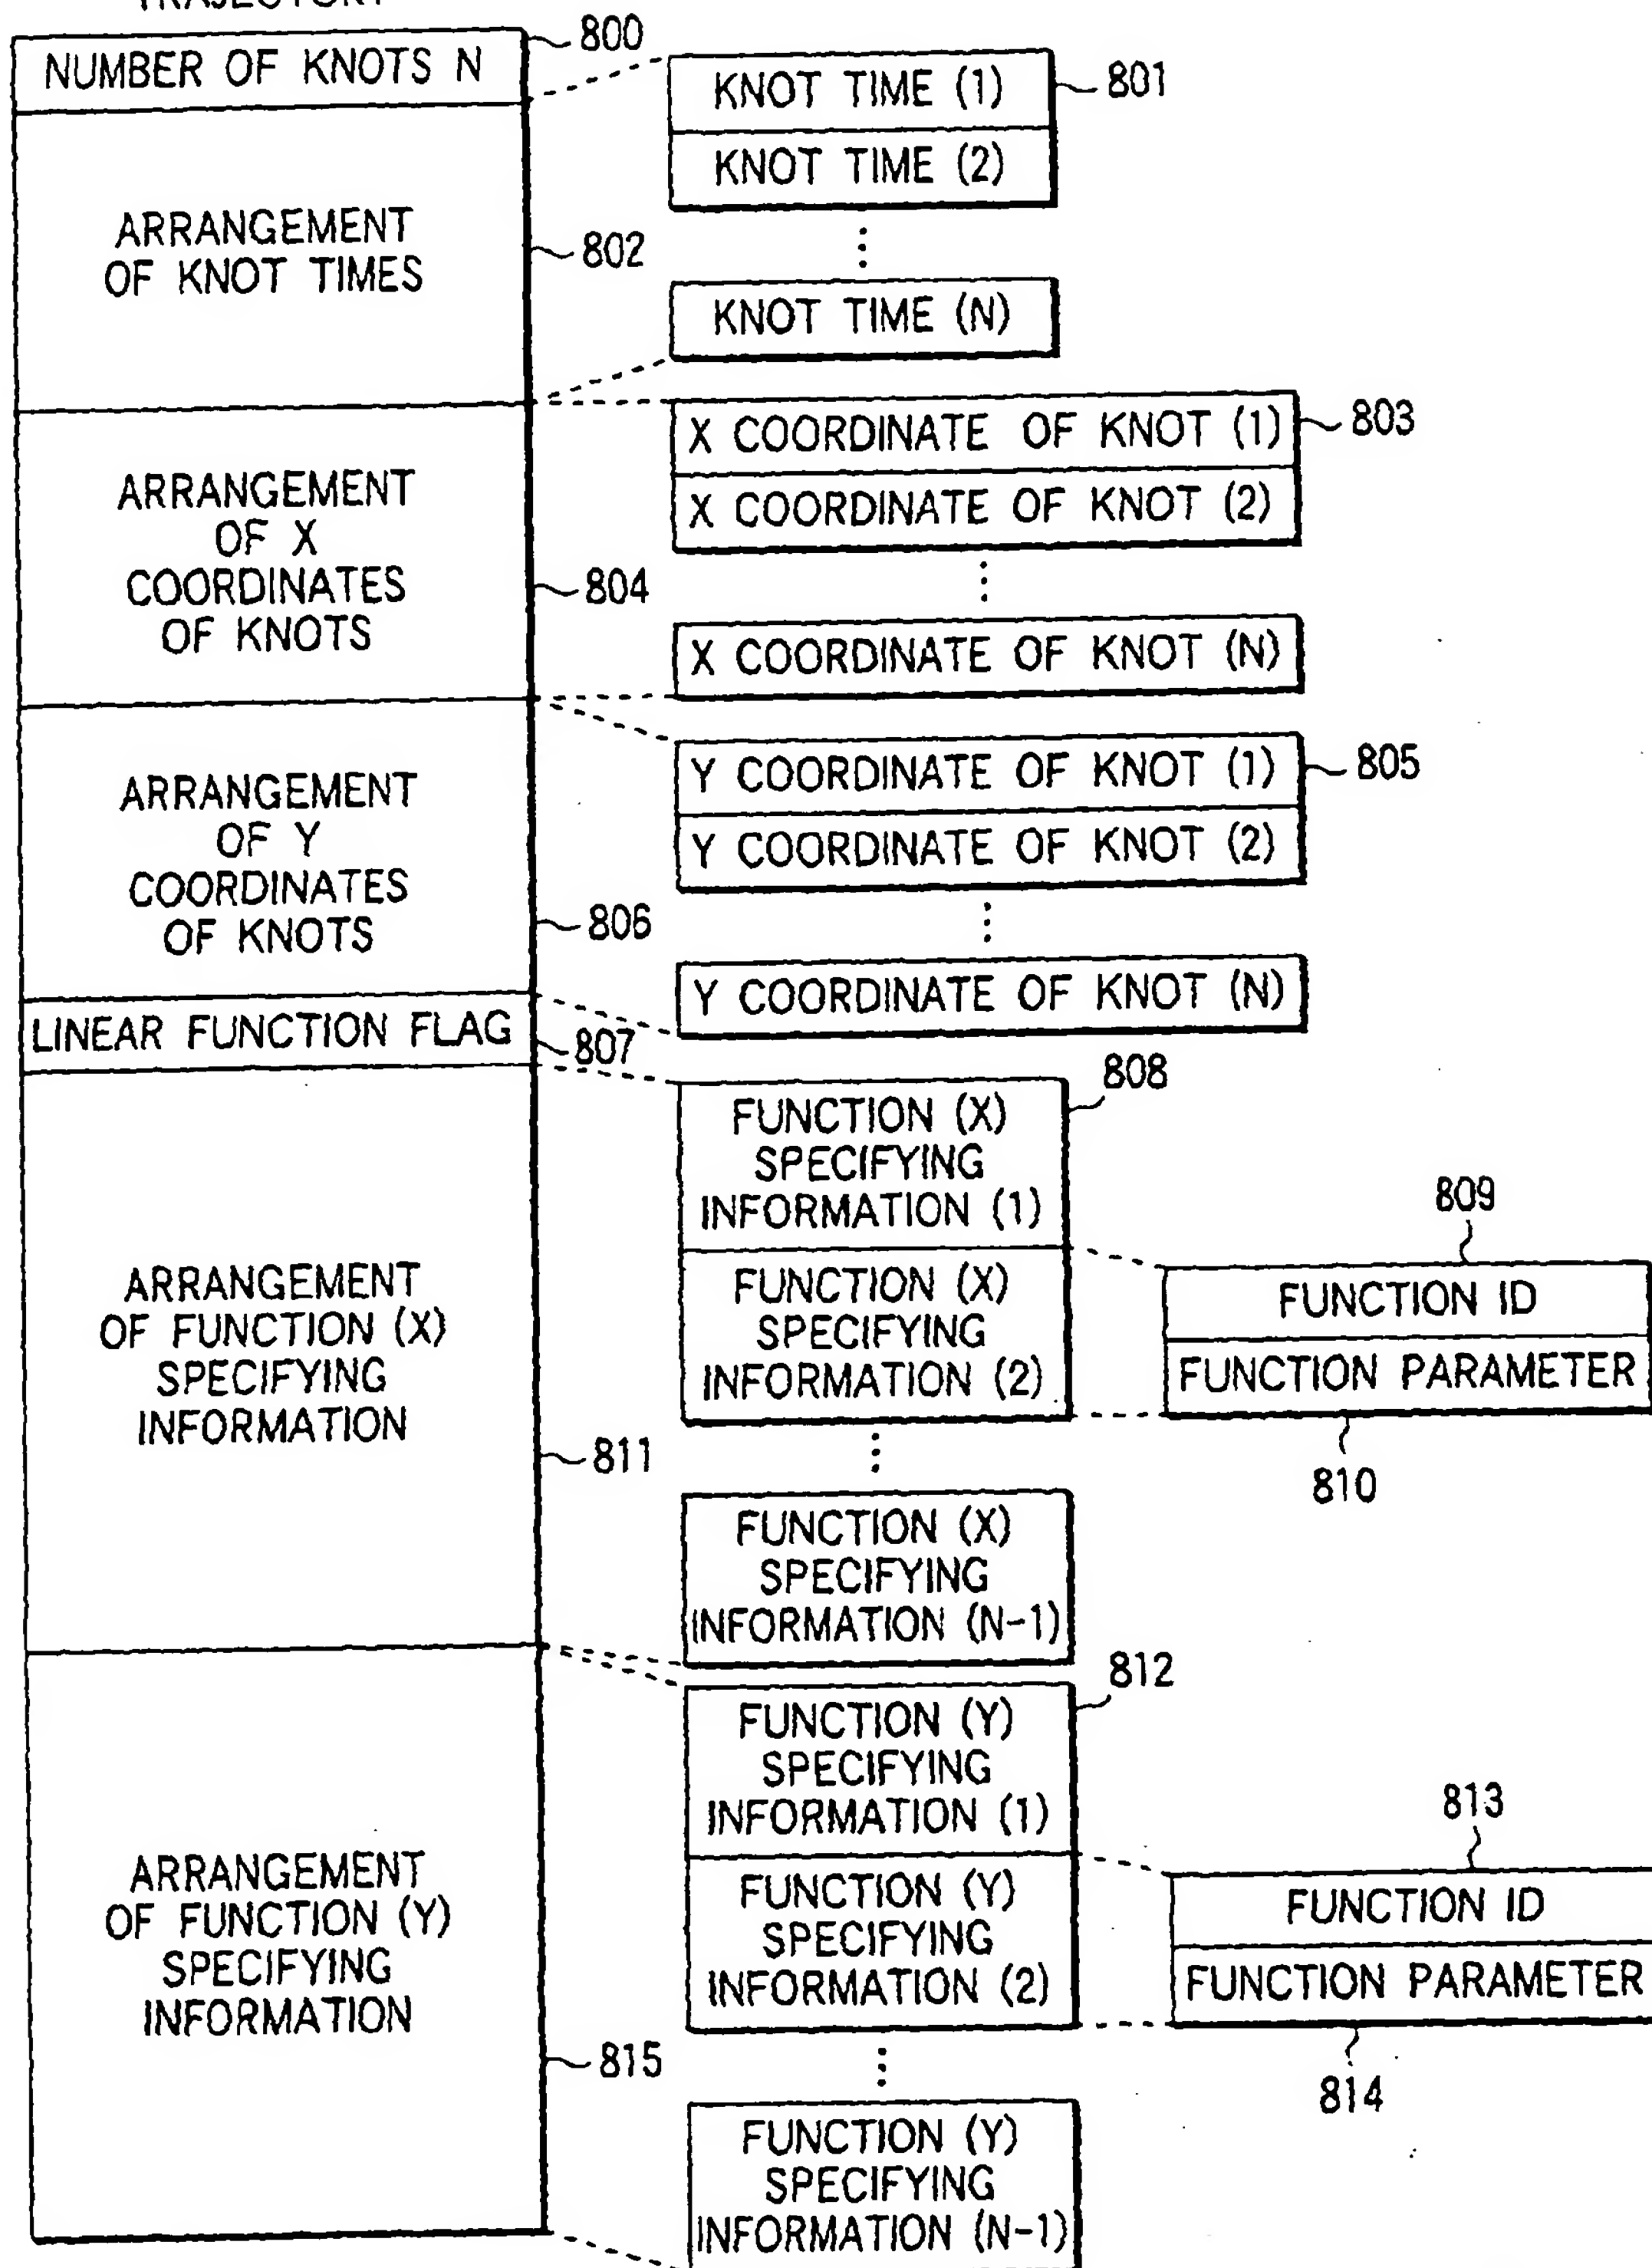 TRAJECTORY
NUMBER OF KNOTS N
800
KNOT TIME (1)
801
KNOT TIME (2)
ARRANGEMENT
OF KNOT TIMES
802
KNOT TIME (N)
X COORDINATE OF KNOT (1)
803
X COORDINATE OF KNOT (2)
ARRANGEMENT
OF X
COORDINATES
OF KNOTS
804
X COORDINATE OF KNOT (N)
Y COORDINATE OF KNOT (1)
805
Y COORDINATE OF KNOT (2)
ARRANGEMENT
OF Y
COORDINATES
OF KNOTS
806
Y COORDINATE OF KNOT (N)
LINEAR FUNCTION FLAG
807
FUNCTION (X)
SPECIFYING
INFORMATION (1)
808
FUNCTION (X)
SPECIFYING
INFORMATION (2)
809
FUNCTION ID
FUNCTION PARAMETER
810
ARRANGEMENT
OF FUNCTION (X)
SPECIFYING
INFORMATION
811
FUNCTION (X)
SPECIFYING
INFORMATION (N-1)
FUNCTION (Y)
SPECIFYING
INFORMATION (1)
812
FUNCTION (Y)
SPECIFYING
INFORMATION (2)
813
FUNCTION ID
FUNCTION PARAMETER
814
ARRANGEMENT
OF FUNCTION (Y)
SPECIFYING
INFORMATION
815
FUNCTION (Y)
SPECIFYING
INFORMATION (N-1)